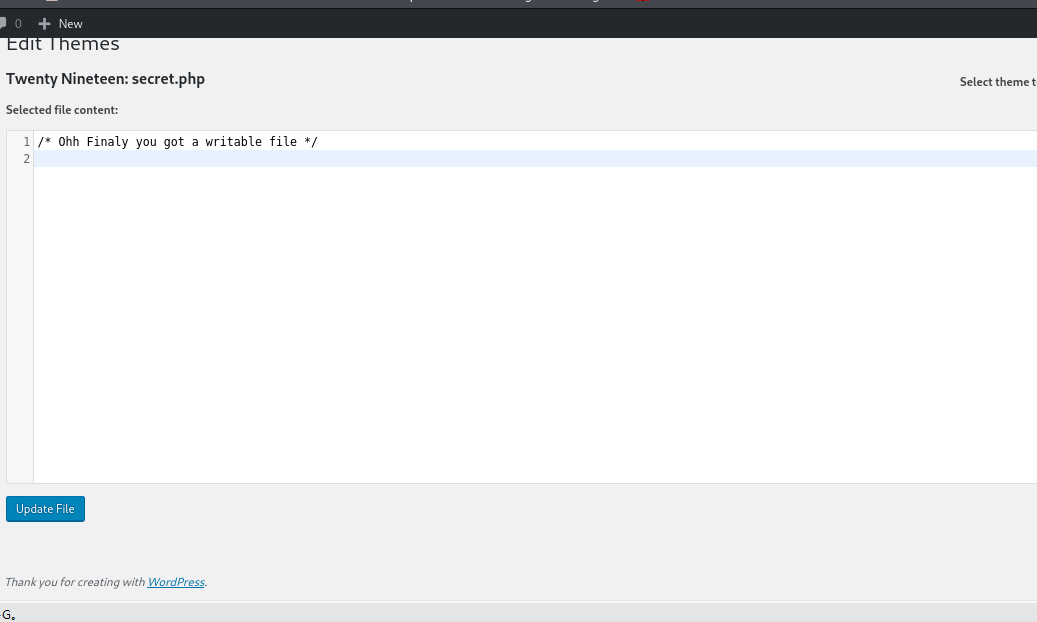 0 + New
Edit Themes
Twenty Nineteen: secret.php
Select theme t
Selected file content:
1 /* Ohh Finaly you got a writable file */
2
Update File
Thank you for creating with WordPress.
G。